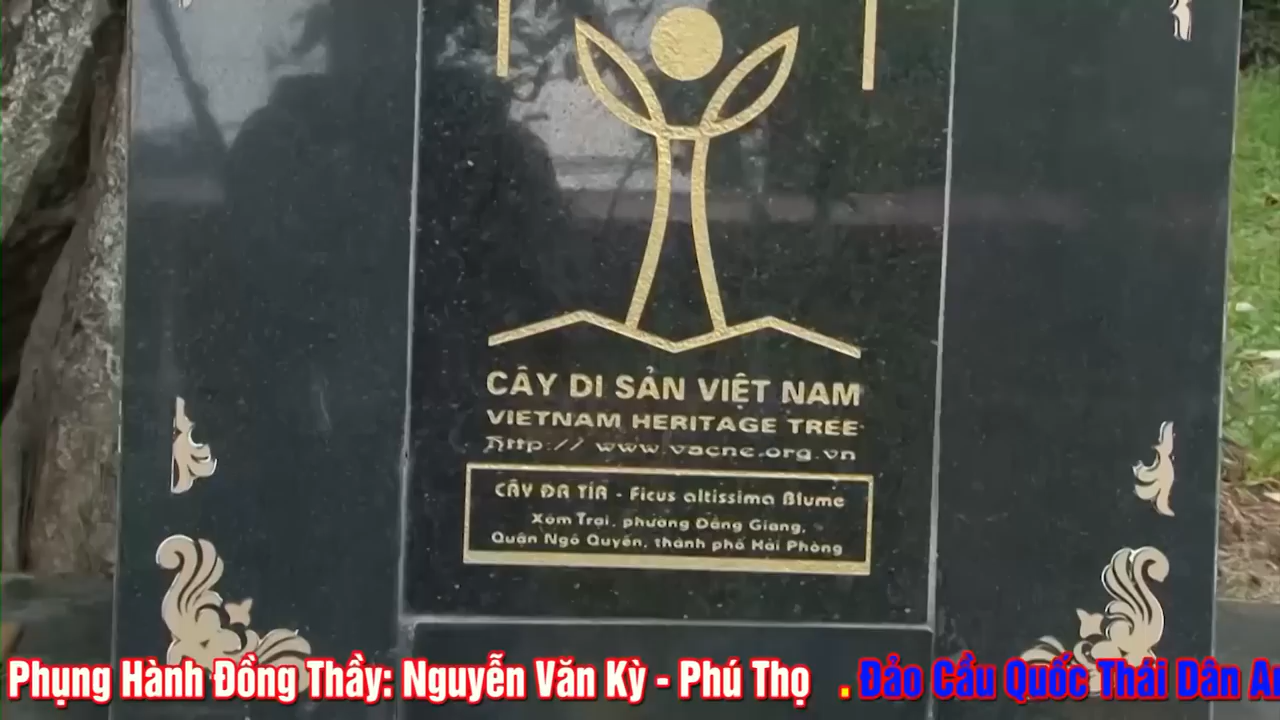 CÂY DI SẢN VIỆT NAM
VIETNAM HERITAGE TREE
http:// www.vacne.org.vn
CÂY ĐA TÍA - Ficus altissima Blume
Xóm Trại, phường Đằng Giang,
Quận Ngô Quyền, thành phố Hải Phòng
Phụng Hành Đồng Thầy: Nguyễn Văn Kỳ - Phú Thọ . Đảo Cầu Quốc Thái Dân